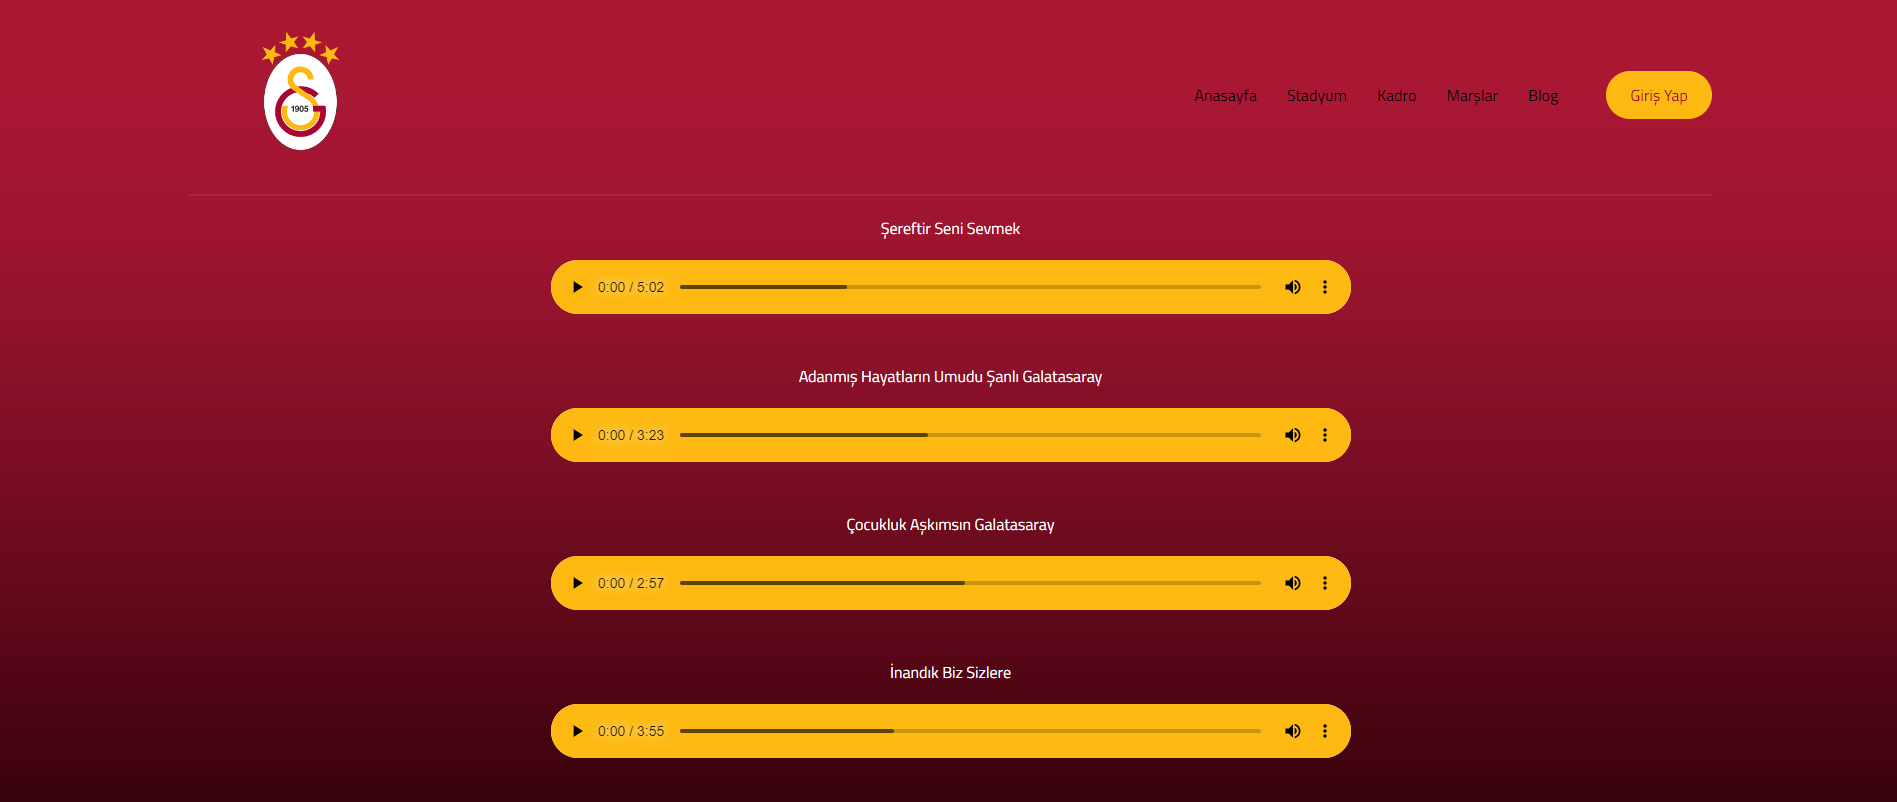 1905
Anasayfa Stadyum Kadro Marşlar Blog Giriş Yap
Şereftir Seni Sevmek
0:00 / 5:02
Adanmış Hayatların Umudu Şanlı Galatasaray
0:00 / 3:23
Çocukluk Aşkımsın Galatasaray
0:00 / 2:57
İnandık Biz Sizlere
0:00 / 3:55